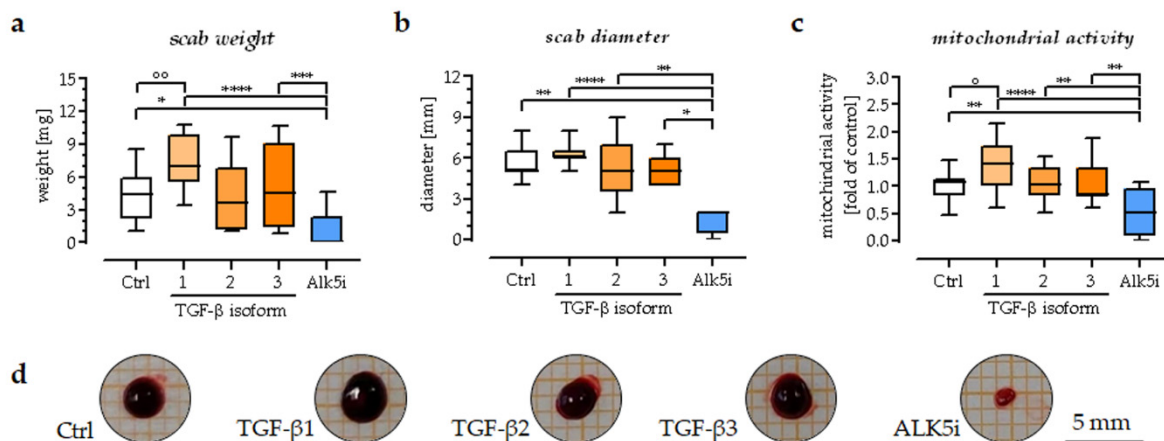 a
scab weight
°°
***
****
*
15
12
9
6
3
0
weight [mg]
Ctrl 1 2 3 Alk5i
TGF-β isoform
b
scab diameter
**
****
**
*
12
9
6
3
0
diameter [mm]
Ctrl 1 2 3 Alk5i
TGF-β isoform
c
mitochondrial activity
**
° **
****
**
3.0
2.5
2.0
1.5
1.0
0.5
0.0
mitochondrial activity
[fold of control]
Ctrl 1 2 3 Alk5i
TGF-β isoform
d
Ctrl TGF-β1 TGF-β2 TGF-β3 ALK5i 5 mm